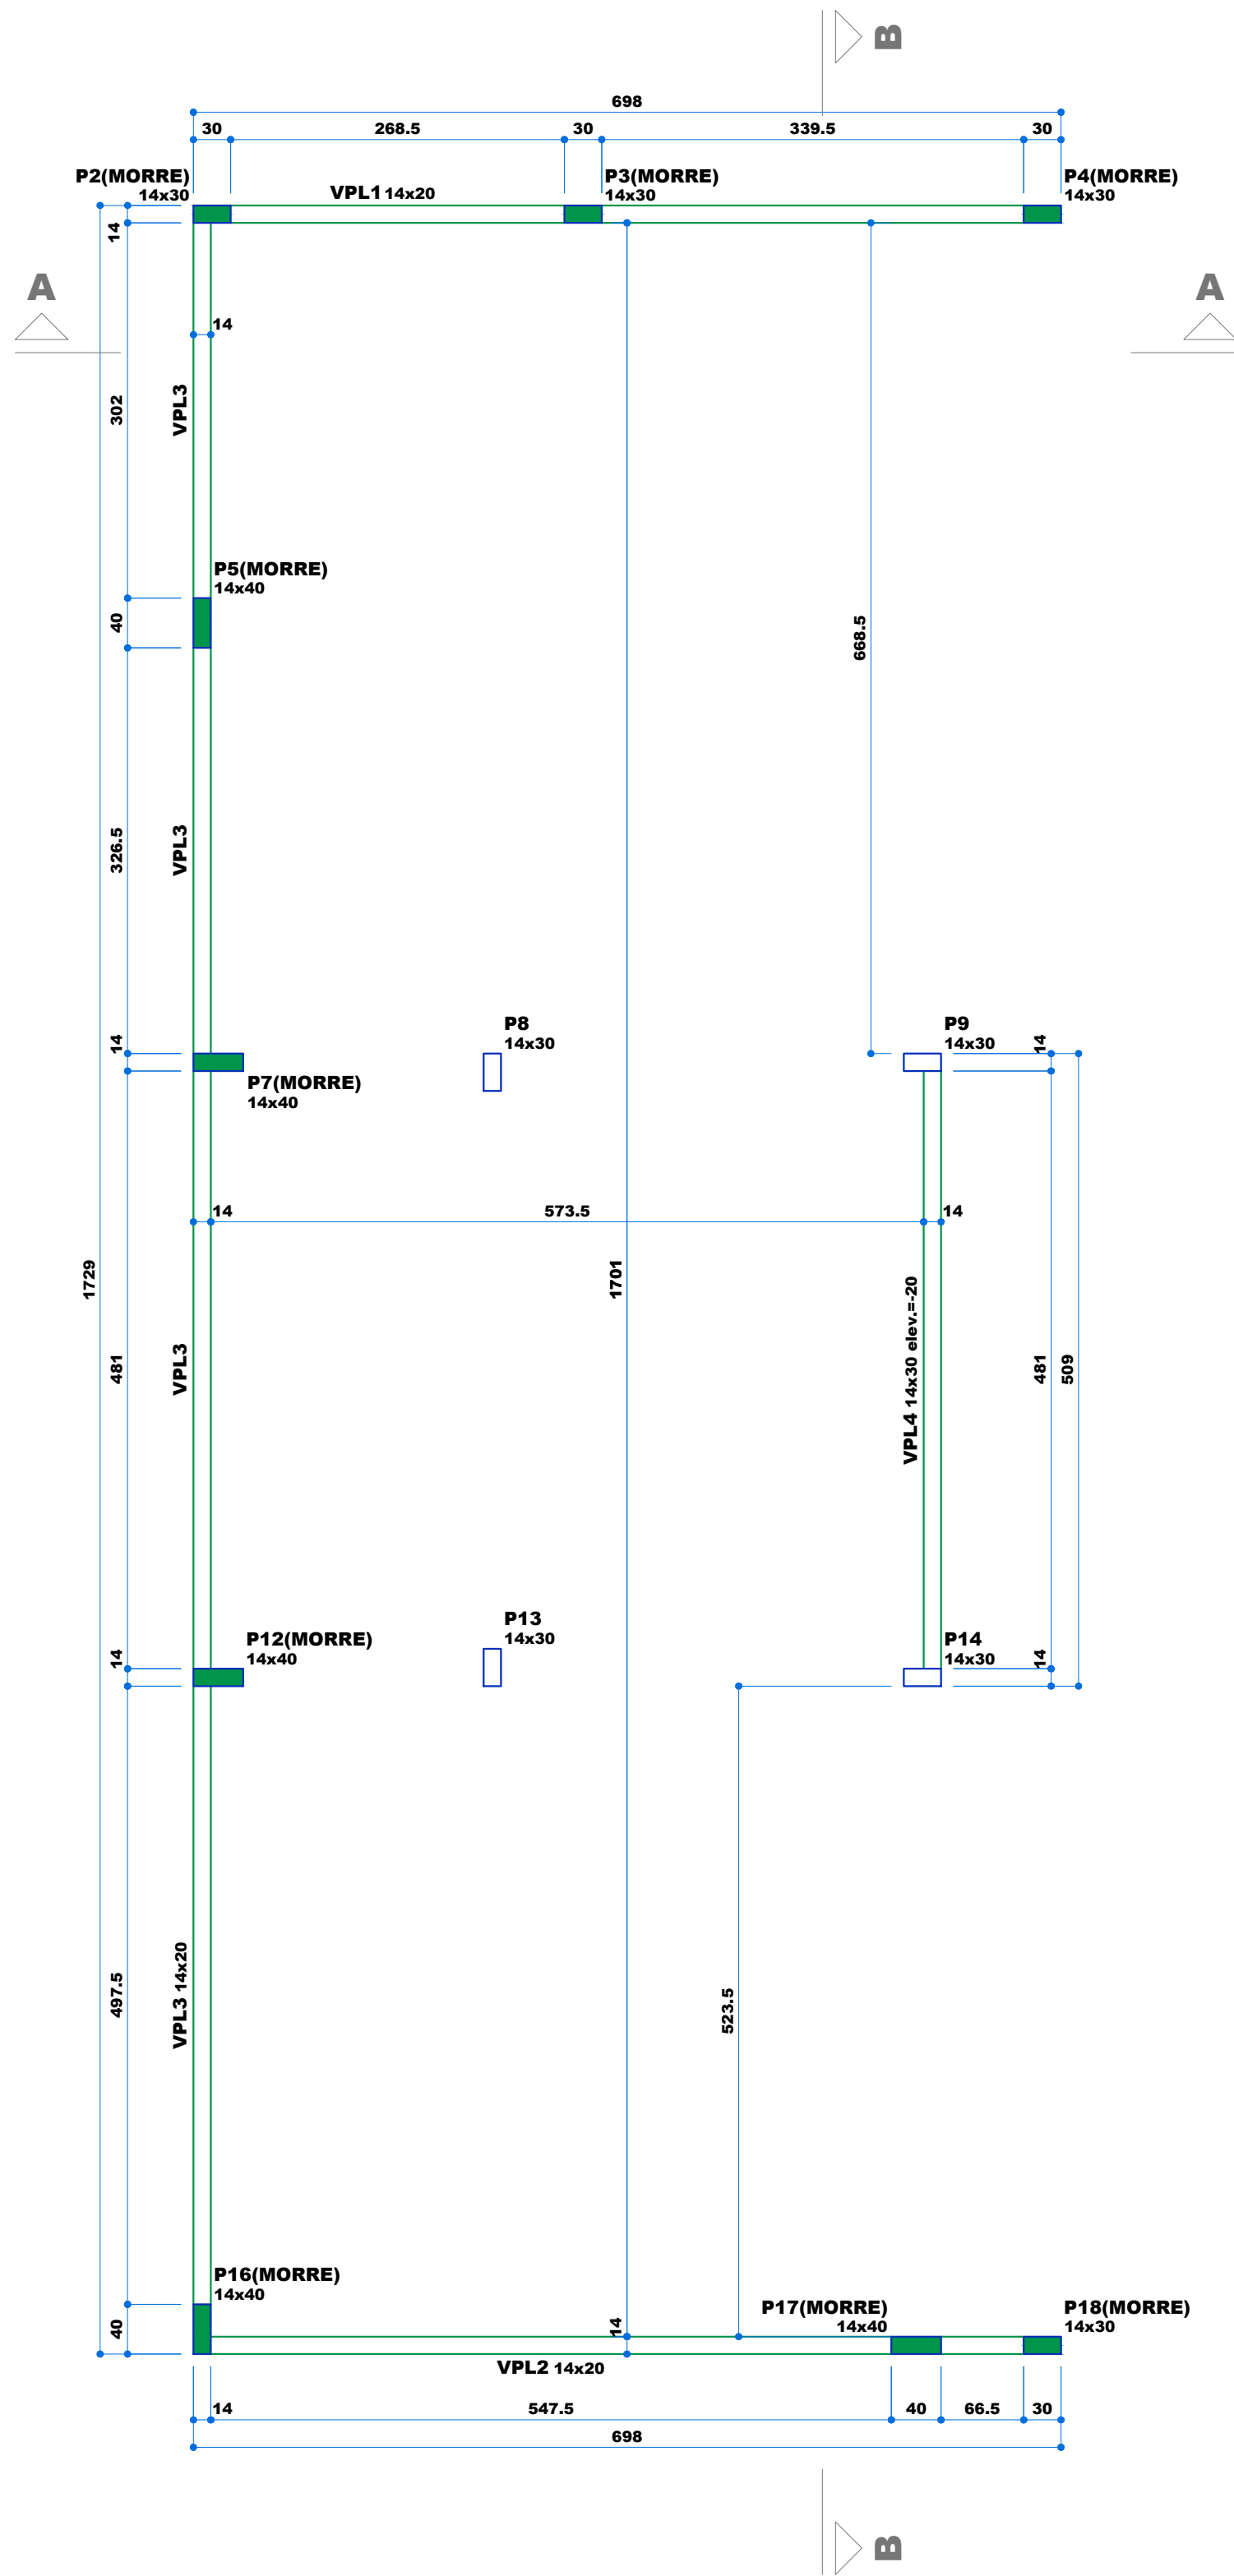 B
698
30
268.5
30
339.5
30
P2(MORRE)
14x30
VPL1 14x20
P3(MORRE)
14x30
P4(MORRE)
14x30
14
A
A
14
302
VPL3
P5(MORRE)
14x40
40
668.5
326.5
VPL3
14
P7(MORRE)
14x40
P8
14x30
P9
14x30
14
14
573.5
14
1729
1701
481
VPL3
VPL4 14x30 elev.=-20
481
509
14
P12(MORRE)
14x40
P13
14x30
P14
14x30
14
497.5
VPL3 14x20
523.5
P16(MORRE)
14x40
40
14
P17(MORRE)
14x40
P18(MORRE)
14x30
VPL2 14x20
14
547.5
40
66.5
30
698
B